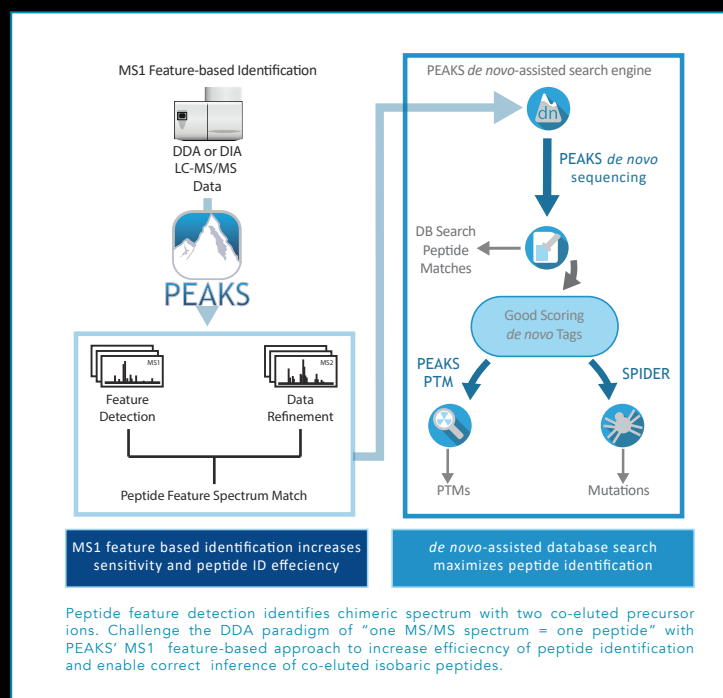 MS1 Feature-based Identification
DDA or DIA
LC-MS/MS
Data
PEAKS
MS1
MS2
Feature
Detection
Data
Refinement
Peptide Feature Spectrum Match
MS1 feature based identification increases
sensitivity and peptide ID effeciency
PEAKS de novo-assisted search engine
dn
PEAKS de novo
sequencing
DB Search
Peptide
Matches
Good Scoring
de novo Tags
PEAKS
PTM
SPIDER
PTMs
Mutations
de novo-assisted database search
maximizes peptide identification
Peptide feature detection identifies chimeric spectrum with two co-eluted precursor
ions. Challenge the DDA paradigm of “one MS/MS spectrum = one peptide” with
PEAKS’ MS1 feature-based approach to increase efficiecncy of peptide identification
and enable correct inference of co-eluted isobaric peptides.